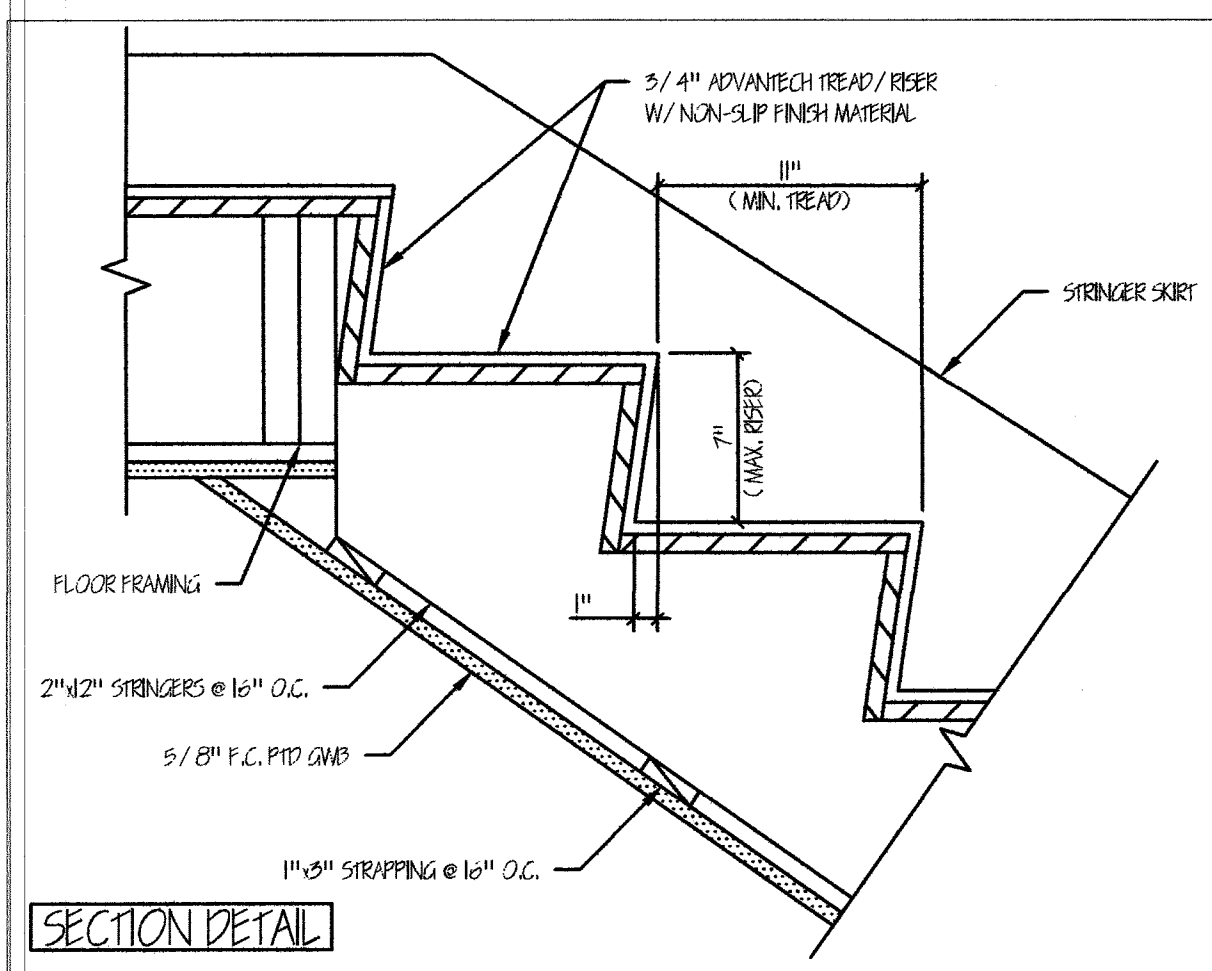 3/4" ADVANTECH TREAD/RISER
W/ NON-SLIP FINISH MATERIAL
11"
(MIN. TREAD)
STRINGER SKIRT
7"
(MAX. RISER)
FLOOR FRAMING
1"
2"x12" STRINGERS @ 16" O.C.
5/8" F.C. PTD GWB
1"x3" STRAPPING @ 16" O.C.
SECTION DETAIL